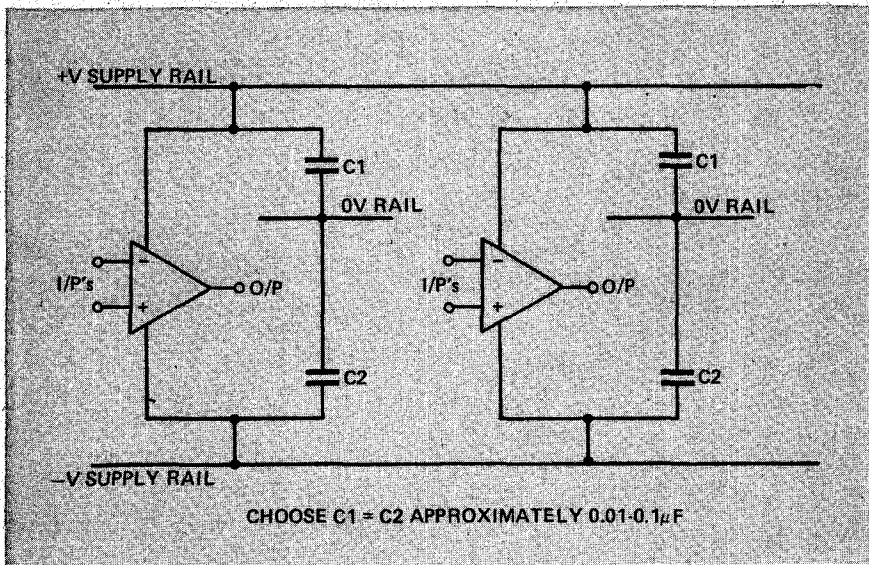 +V SUPPLY RAIL
C1
0V RAIL
I/P's
−
+
O/P
C2
C1
0V RAIL
I/P's
−
+
O/P
C2
−V SUPPLY RAIL
CHOOSE C1 = C2 APPROXIMATELY 0.01-0.1μF